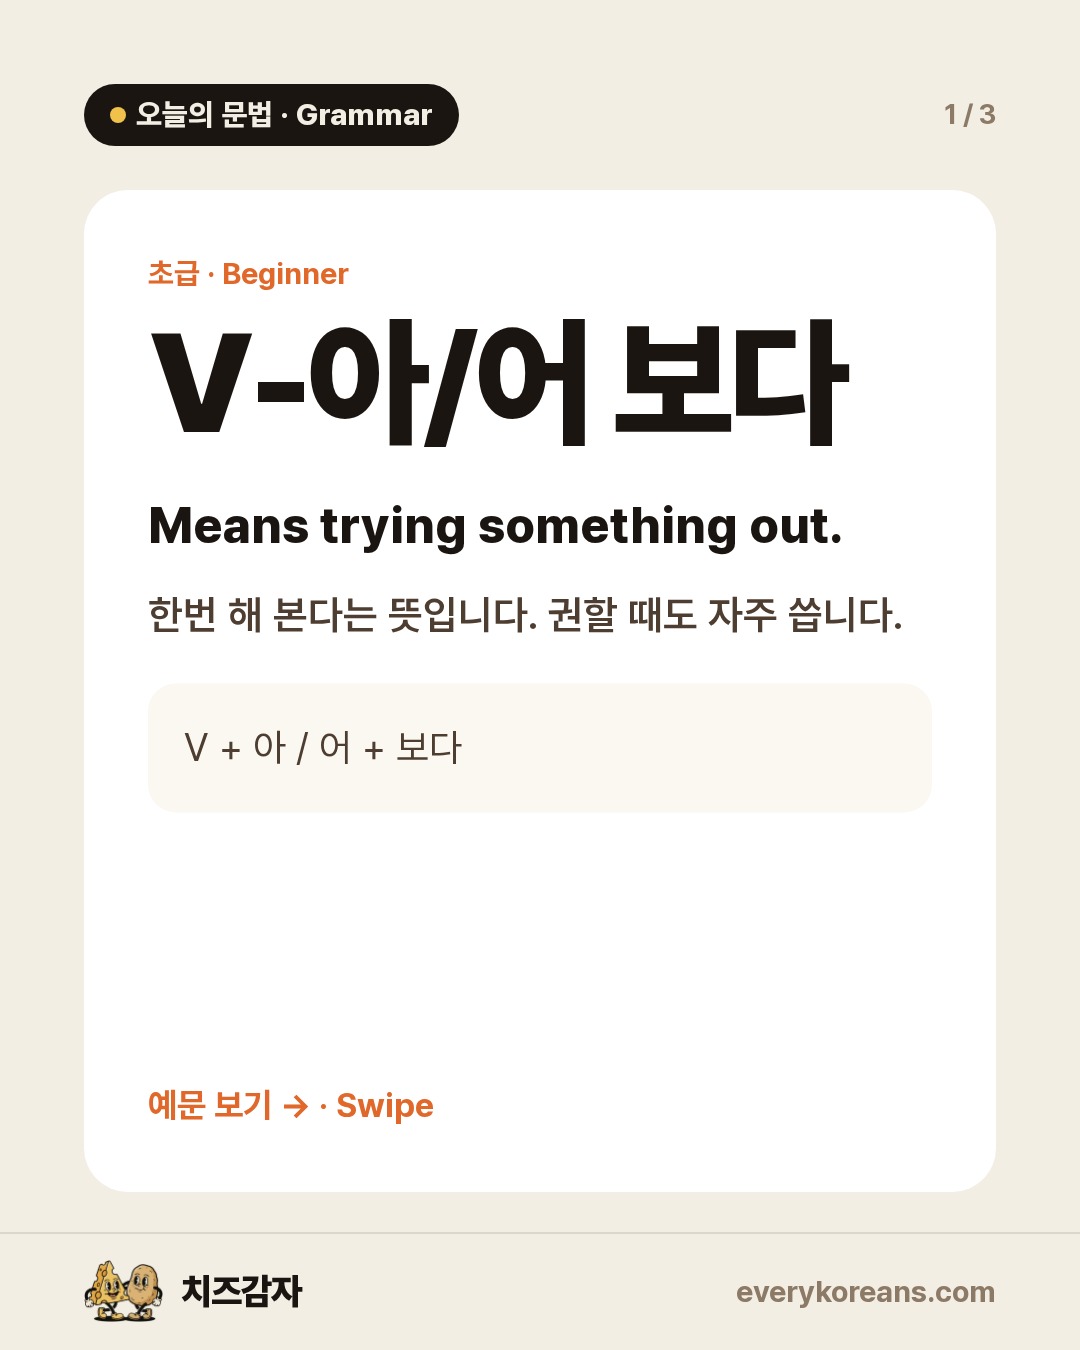 오늘의 문법 · Grammar
1 / 3
초급 · Beginner
V-아/어 보다
Means trying something out.
한번 해 본다는 뜻입니다. 권할 때도 자주 씁니다.
V + 아 / 어 + 보다
예문 보기 → · Swipe
치즈감자
everykoreans.com